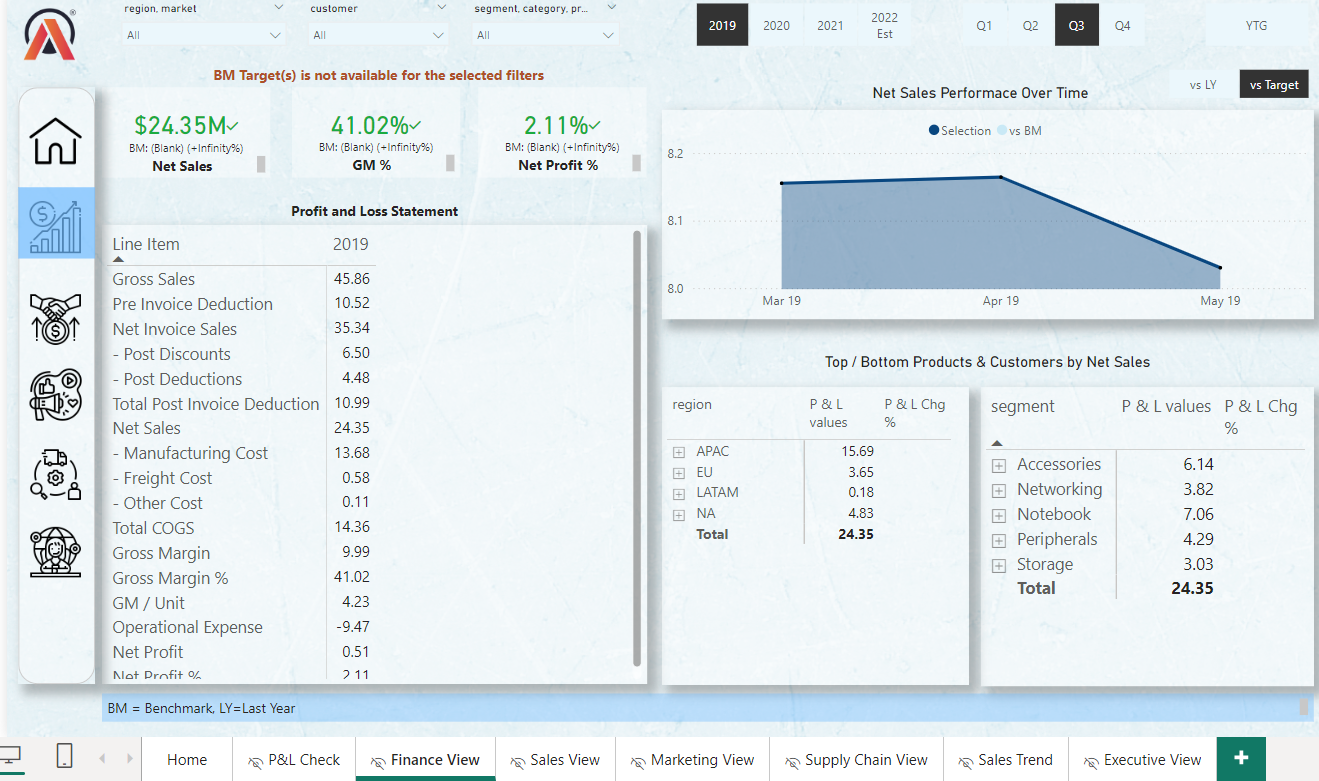 region, market
customer
segment, category, pr...
All
All
All
2019
2020
2021
2022
Est
Q1
Q2
Q3
Q4
YTG
BM Target(s) is not available for the selected filters
vs LY
vs Target
$24.35M
BM: (Blank) (+Infinity%)
Net Sales
41.02%
BM: (Blank) (+Infinity%)
GM %
2.11%
BM: (Blank) (+Infinity%)
Net Profit %
Net Sales Performace Over Time
Selection
vs BM
8.2
8.1
8.0
Mar 19
Apr 19
May 19
Profit and Loss Statement
Line Item 2019
Gross Sales 45.86
Pre Invoice Deduction 10.52
Net Invoice Sales 35.34
- Post Discounts 6.50
- Post Deductions 4.48
Total Post Invoice Deduction 10.99
Net Sales 24.35
- Manufacturing Cost 13.68
- Freight Cost 0.58
- Other Cost 0.11
Total COGS 14.36
Gross Margin 9.99
Gross Margin % 41.02
GM / Unit 4.23
Operational Expense -9.47
Net Profit 0.51
Net Profit % 2.11
Top / Bottom Products & Customers by Net Sales
region P & L values P & L Chg %
APAC 15.69
EU 3.65
LATAM 0.18
NA 4.83
Total 24.35
segment P & L values P & L Chg %
Accessories 6.14
Networking 3.82
Notebook 7.06
Peripherals 4.29
Storage 3.03
Total 24.35
BM = Benchmark, LY=Last Year
Home
P&L Check
Finance View
Sales View
Marketing View
Supply Chain View
Sales Trend
Executive View